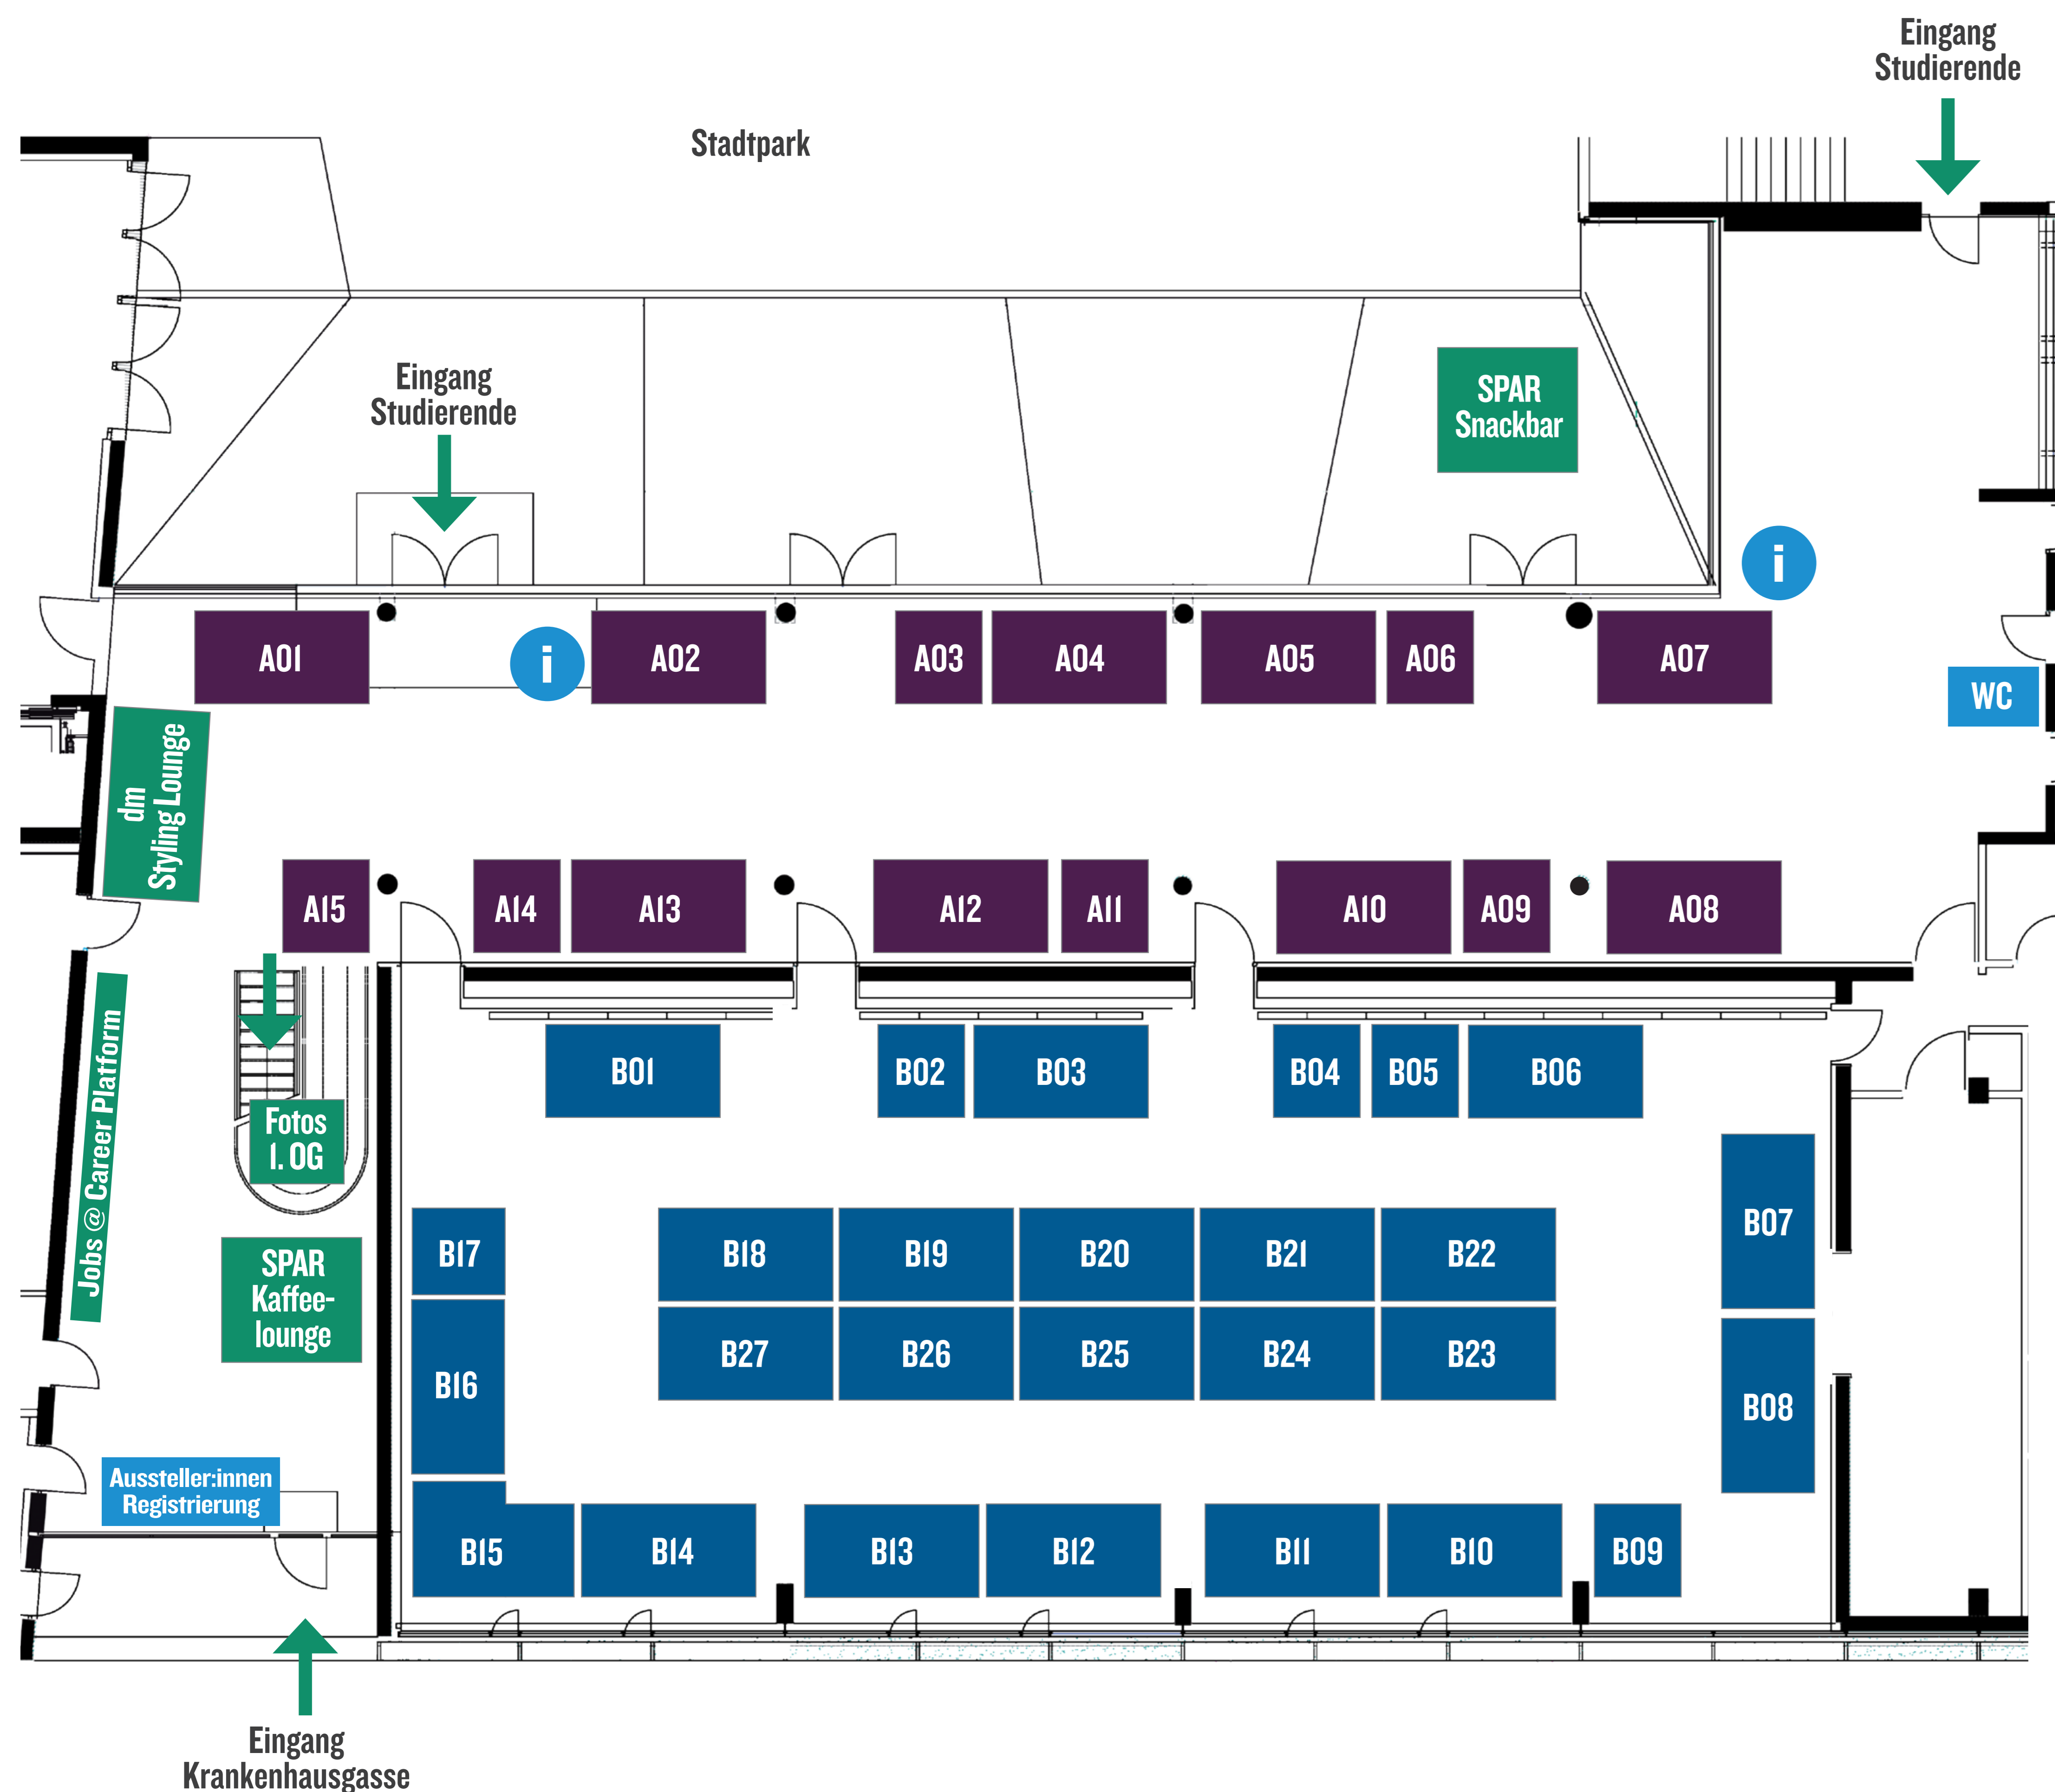 Eingang
Studierende
Stadtpark
Eingang
Studierende
SPAR
Snackbar
i
i
A01
A02
A03
A04
A05
A06
A07
WC
dm
Styling Lounge
A15
A14
A13
A12
A11
A10
A09
A08
Jobs @ Career Platform
Fotos
1. OG
SPAR
Kaffee-
lounge
B01
B02
B03
B04
B05
B06
B07
B08
B17
B18
B19
B20
B21
B22
B16
B27
B26
B25
B24
B23
Aussteller:innen
Registrierung
B15
B14
B13
B12
B11
B10
B09
Eingang
Krankenhausgasse